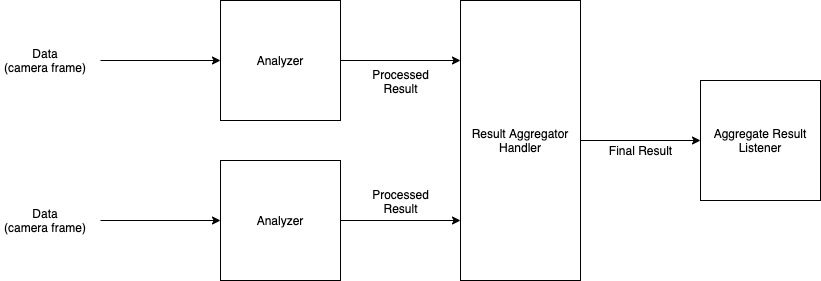 Data
(camera frame)
Analyzer
Processed
Result
Result Aggregator
Handler
Final Result
Aggregate Result
Listener
Data
(camera frame)
Analyzer
Processed
Result